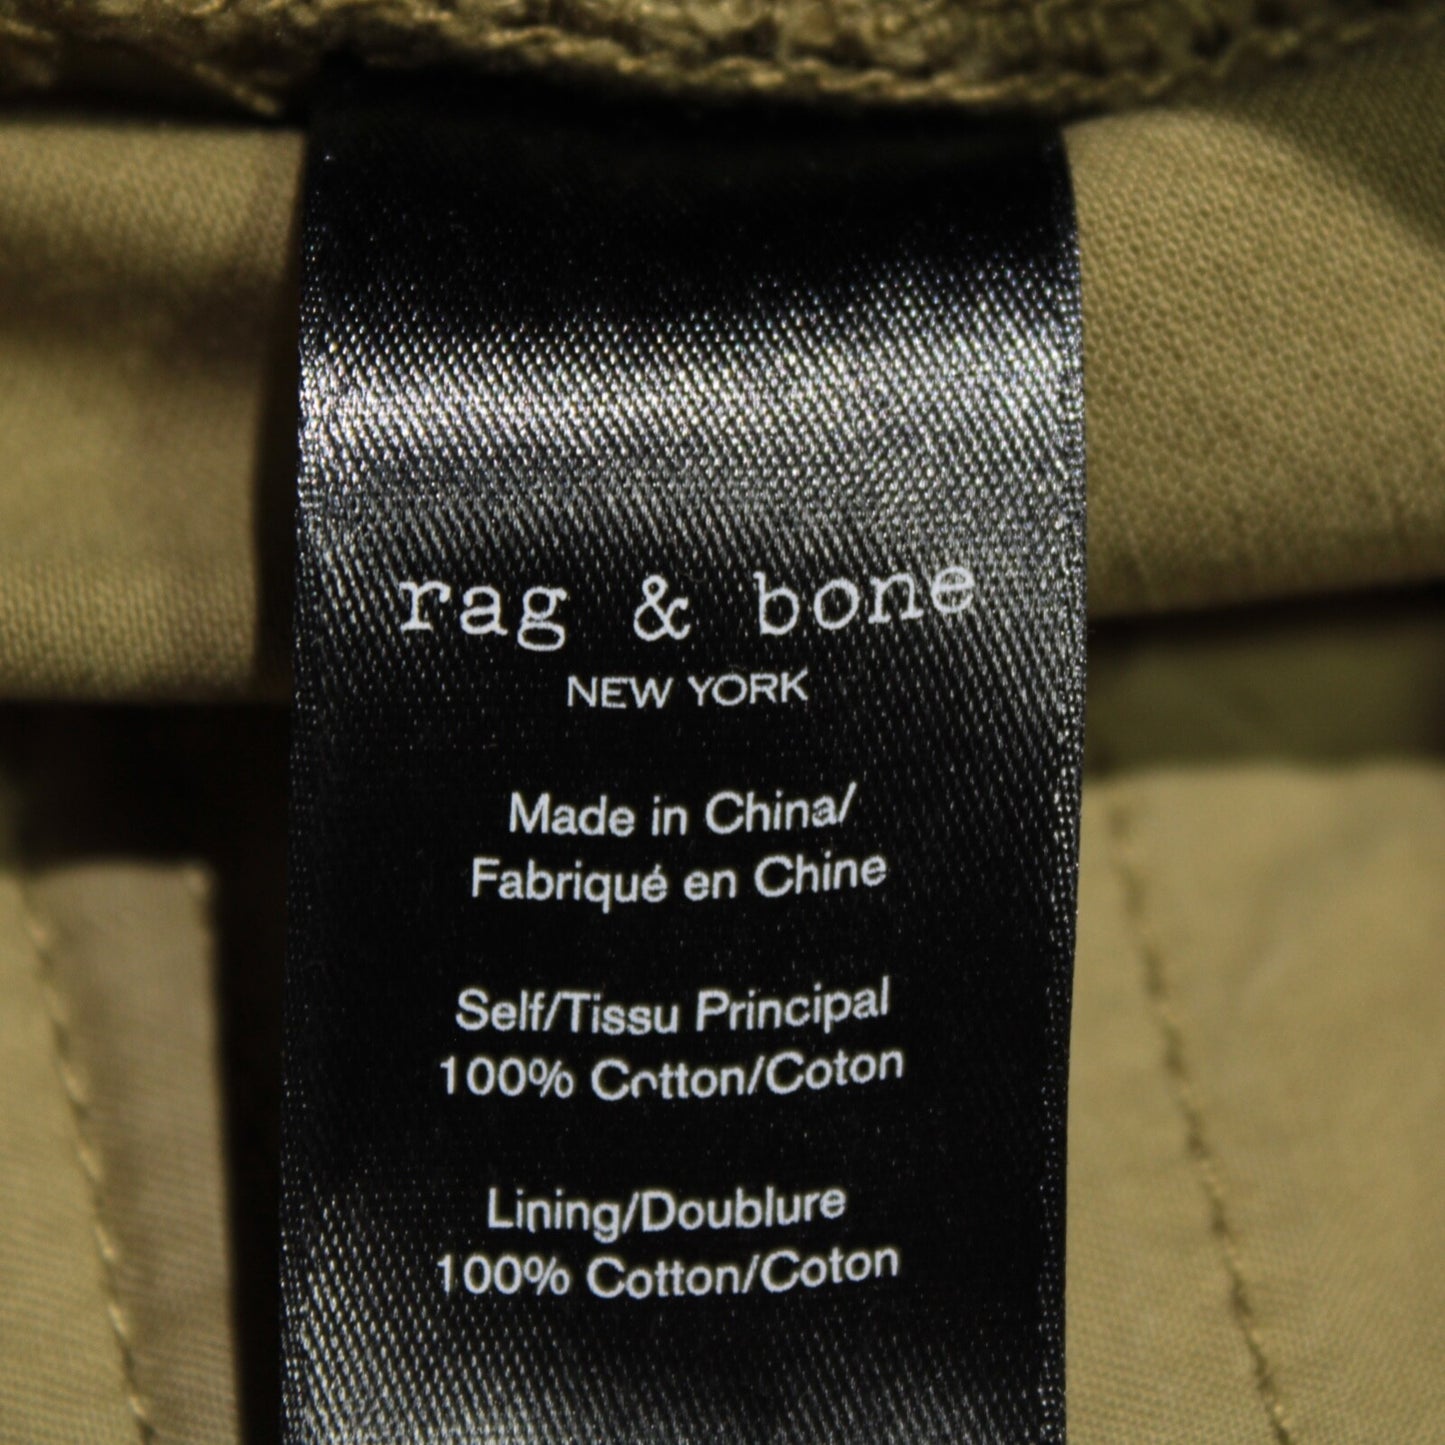 rag & bone
NEW YORK
Made in China/
Fabriqué en Chine
Self/Tissu Principal
100% Cotton/Coton
Lining/Doublure
100% Cotton/Coton